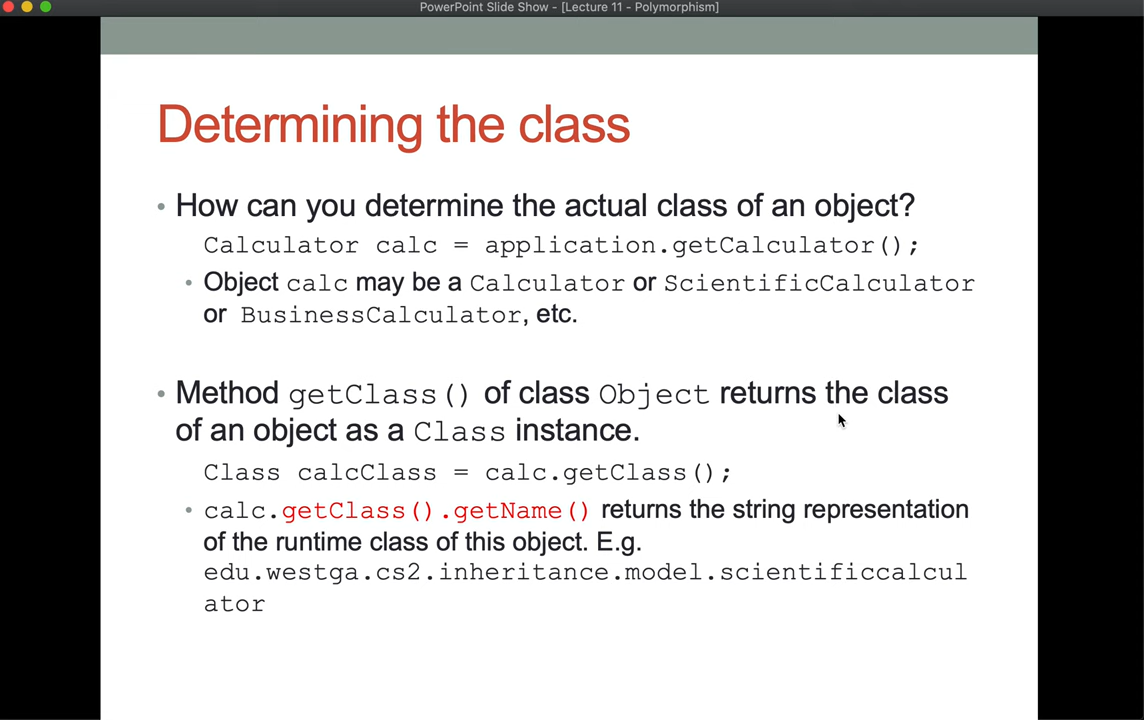 PowerPoint Slide Show - [Lecture 11 - Polymorphism]
Determining the class
• How can you determine the actual class of an object?
Calculator calc = application.getCalculator();
• Object calc may be a Calculator or ScientificCalculator
or BusinessCalculator, etc.
• Method getClass() of class Object returns the class
of an object as a Class instance.
Class calcClass = calc.getClass();
• calc.getClass().getName() returns the string representation
of the runtime class of this object. E.g.
edu.westga.cs2.inheritance.model.scientificcalcul
ator